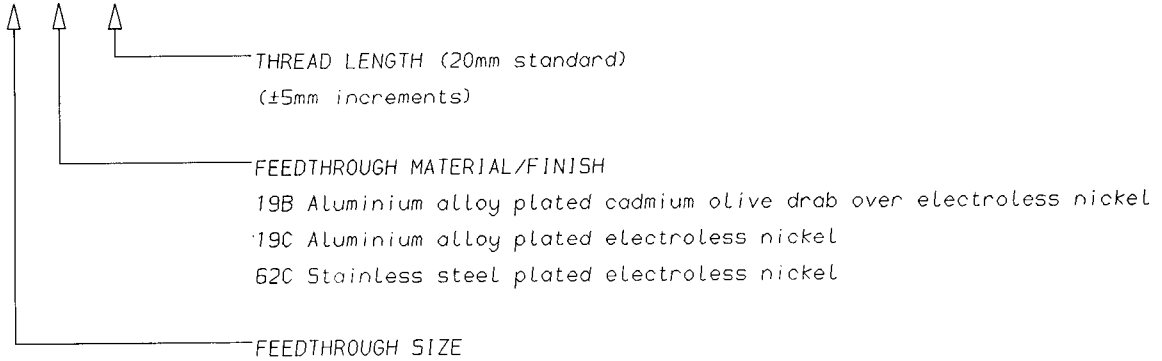 THREAD LENGTH (20mm standard)
(±5mm increments)
FEEDTHROUGH MATERIAL/FINISH
19B Aluminium alloy plated cadmium olive drab over electroless nickel
19C Aluminium alloy plated electroless nickel
62C Stainless steel plated electroless nickel
FEEDTHROUGH SIZE